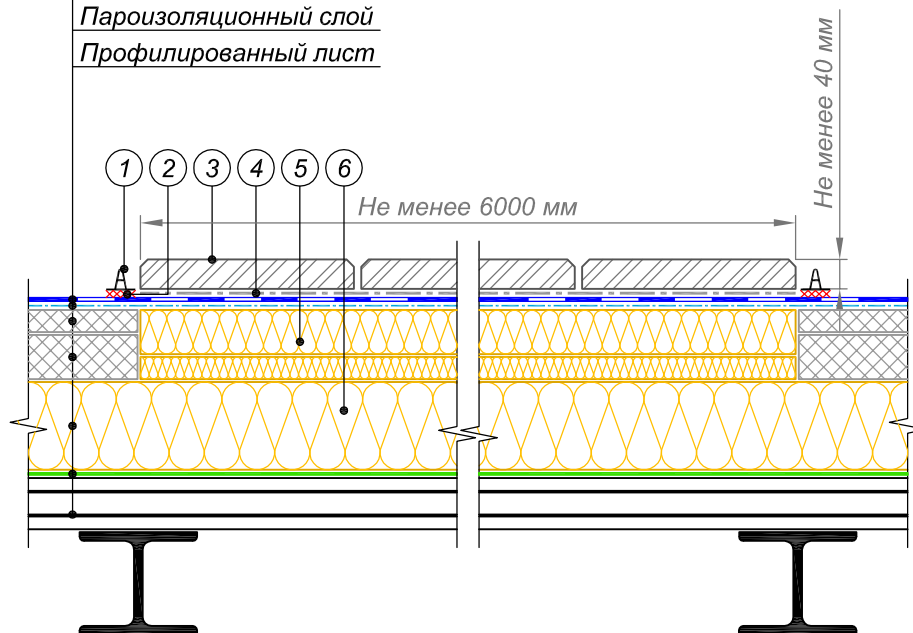 Пароизоляционный слой
Профилированный лист
Не менее 40 мм
1 2 3 4 5 6
Не менее 6000 мм